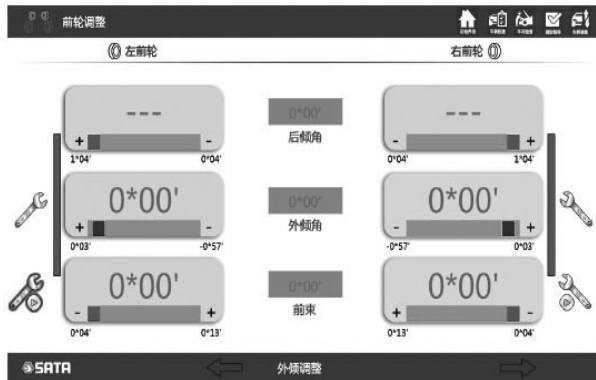 前轮调整
左前轮
右前轮
--- 0°00' ---
后倾角
+ - - +
1°04' 0°04' 0°04' 1°04'
0*00' 0°00' 0*00'
外倾角
+ - - +
0°03' -0°57' -0°57' 0°03'
0*00' 0°00' 0*00'
前束
- + + -
0°04' 0°13' 0°13' 0°04'
SATA
外倾调整